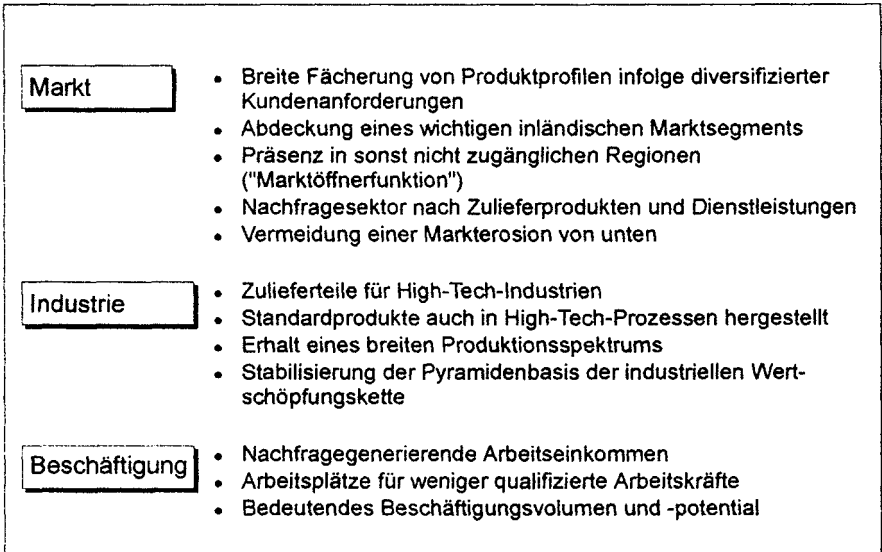 Markt
• Breite Fächerung von Produktprofilen infolge diversifizierter
Kundenanforderungen
• Abdeckung eines wichtigen inländischen Marktsegments
• Präsenz in sonst nicht zugänglichen Regionen
("Marktöffnerfunktion")
• Nachfragesektor nach Zulieferprodukten und Dienstleistungen
• Vermeidung einer Markterosion von unten
Industrie
• Zulieferteile für High-Tech-Industrien
• Standardprodukte auch in High-Tech-Prozessen hergestellt
• Erhalt eines breiten Produktionsspektrums
• Stabilisierung der Pyramidenbasis der industriellen Wert-
schöpfungskette
Beschäftigung
• Nachfragegenerierende Arbeitseinkommen
• Arbeitsplätze für weniger qualifizierte Arbeitskräfte
• Bedeutendes Beschäftigungsvolumen und -potential